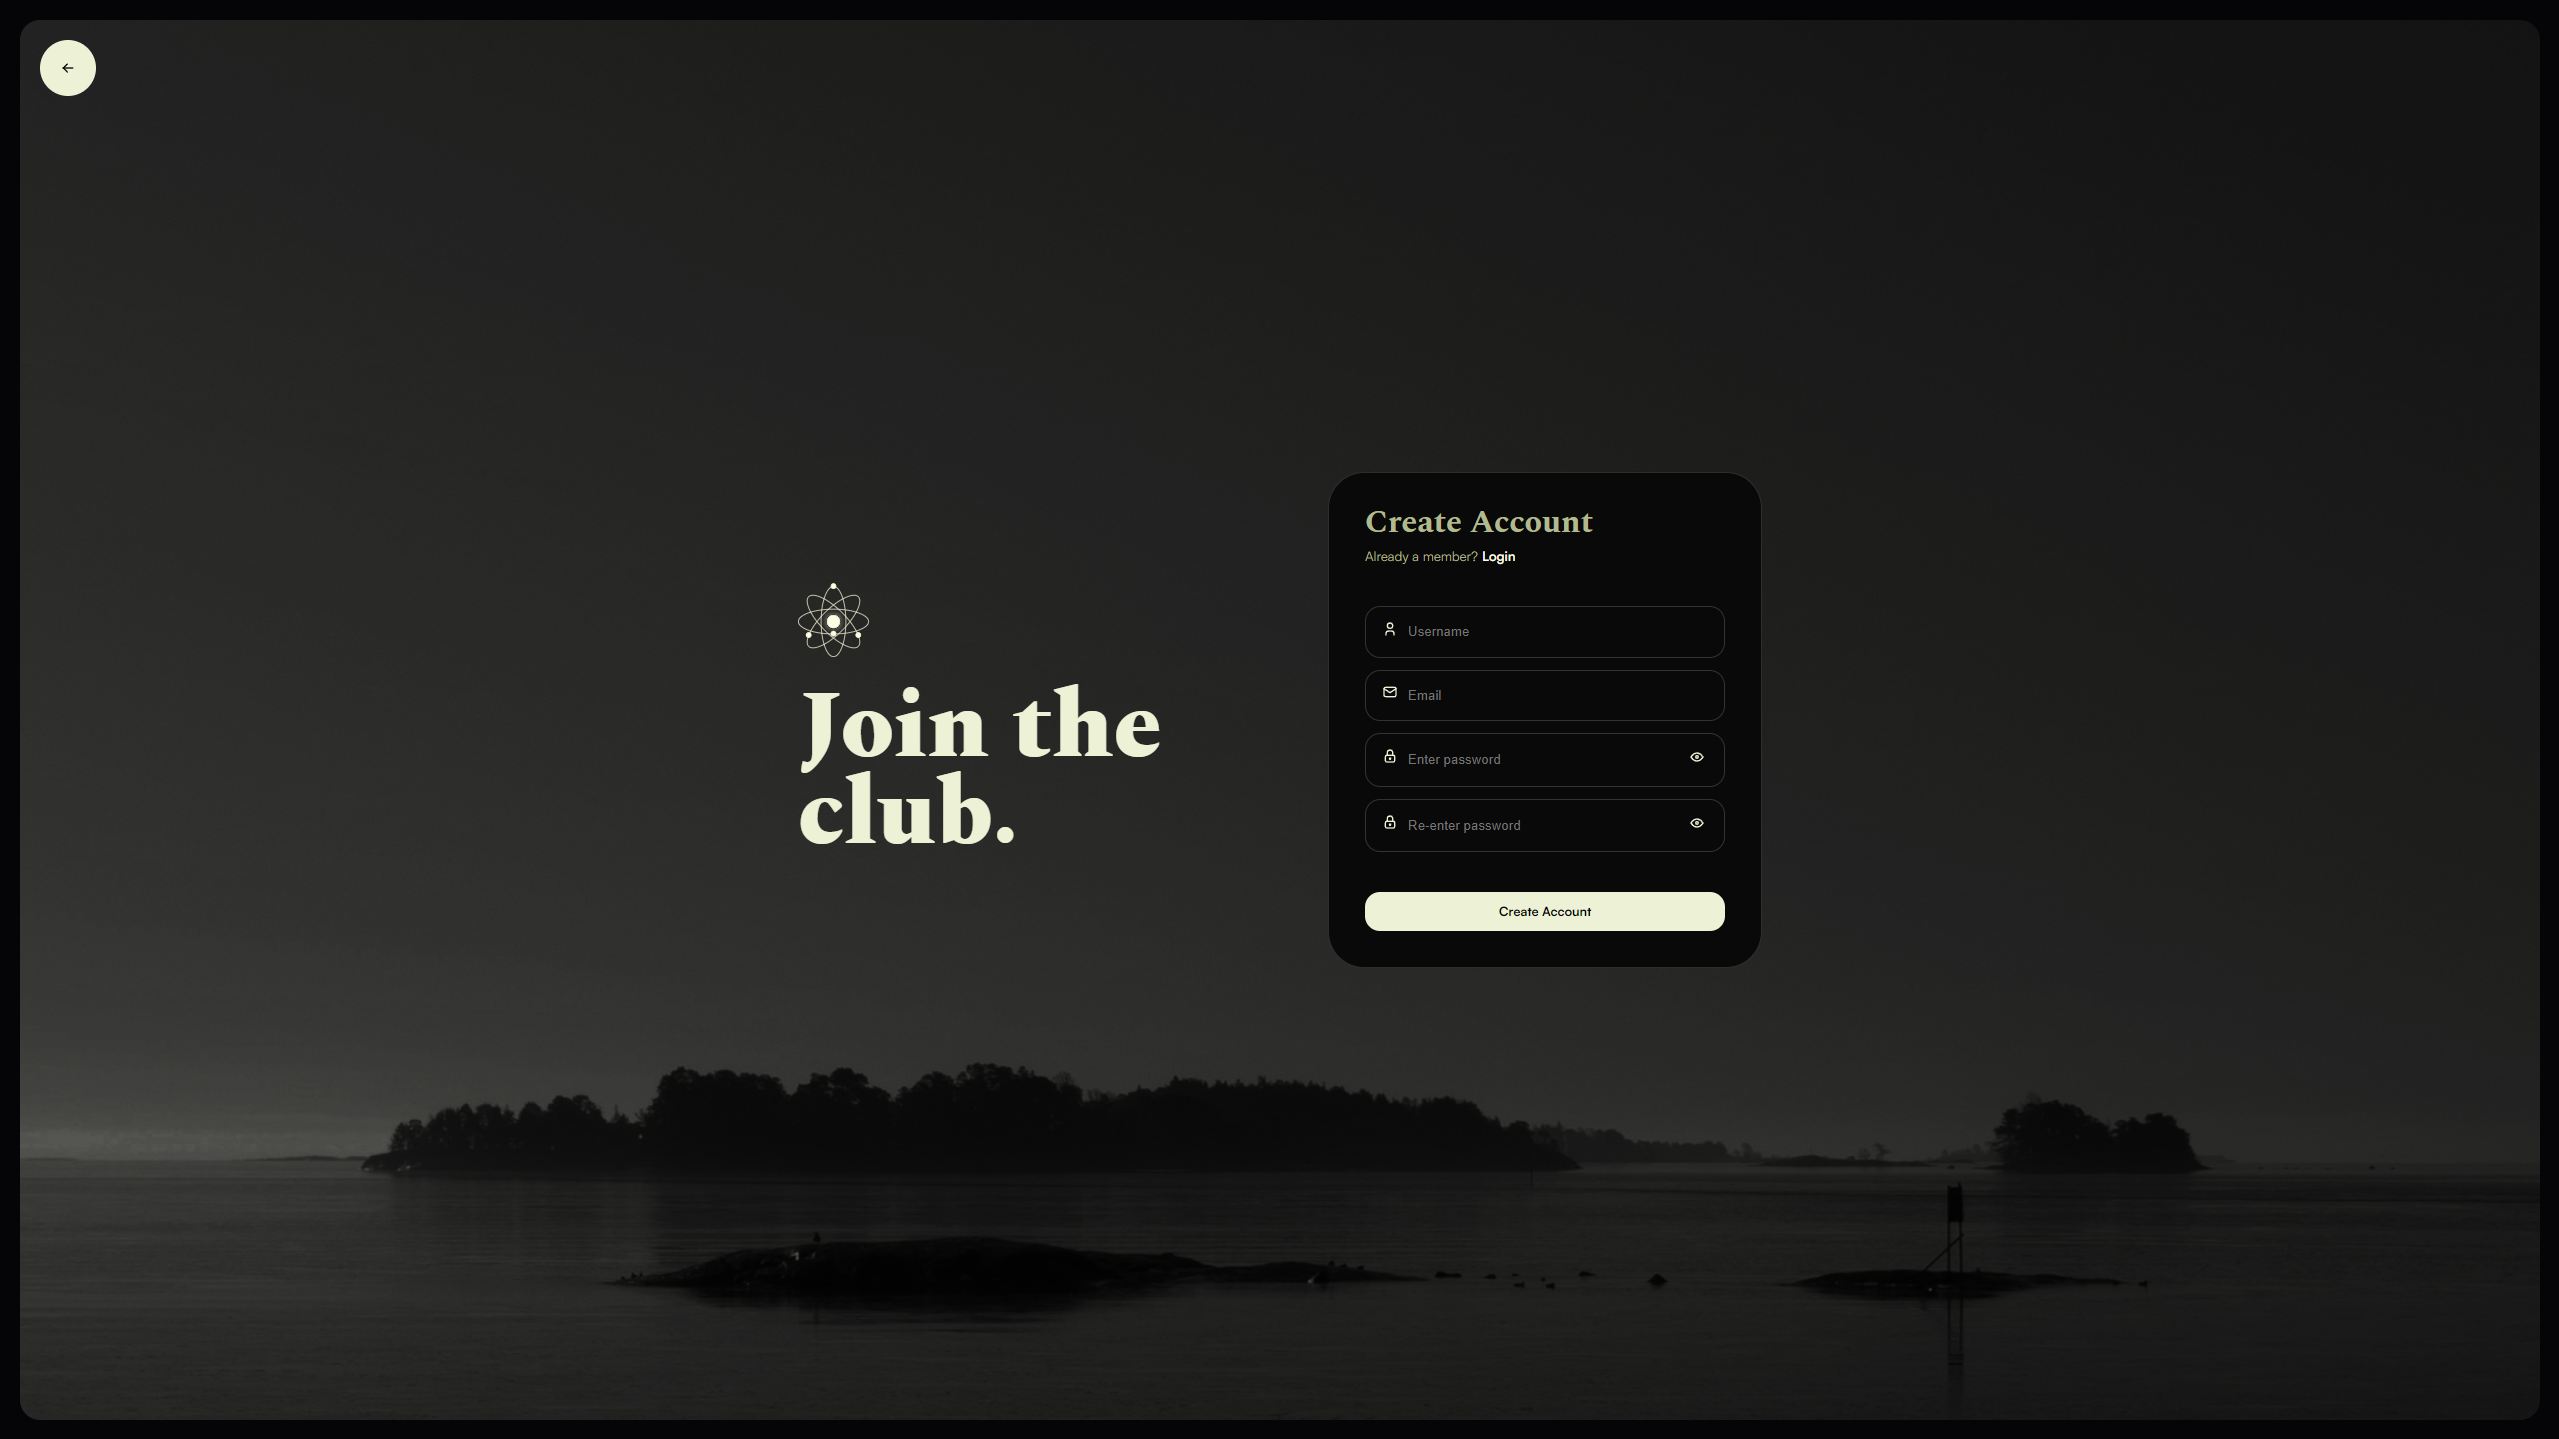 Join the
club.
Create Account
Already a member? Login
Username
Email
Enter password
Re-enter password
Create Account